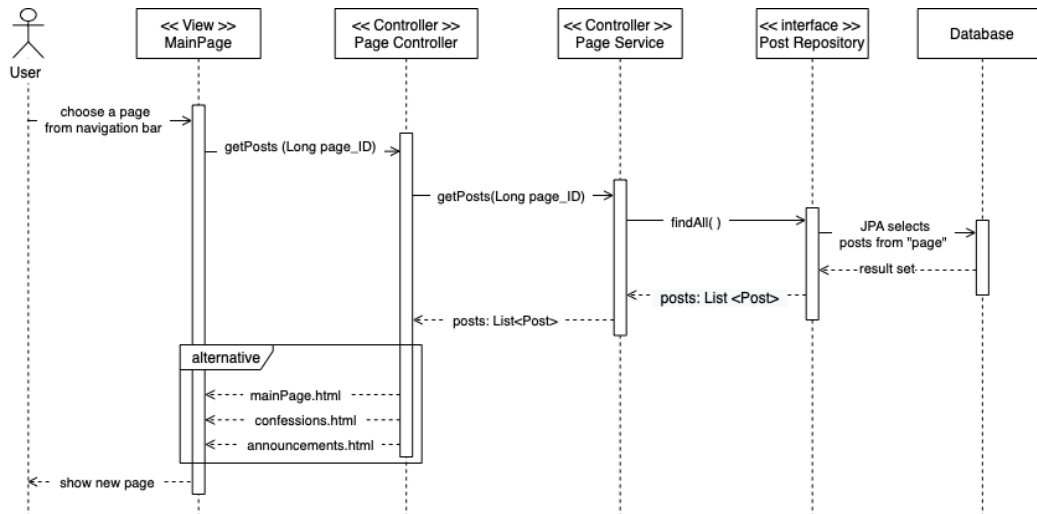 << View >>
MainPage
<< Controller >>
Page Controller
<< Controller >>
Page Service
<< interface >>
Post Repository
Database
User
choose a page
from navigation bar
getPosts (Long page_ID)
getPosts(Long page_ID)
findAll( )
JPA selects
posts from "page"
result set
posts: List <Post>
posts: List<Post>
alternative
mainPage.html
confessions.html
announcements.html
show new page